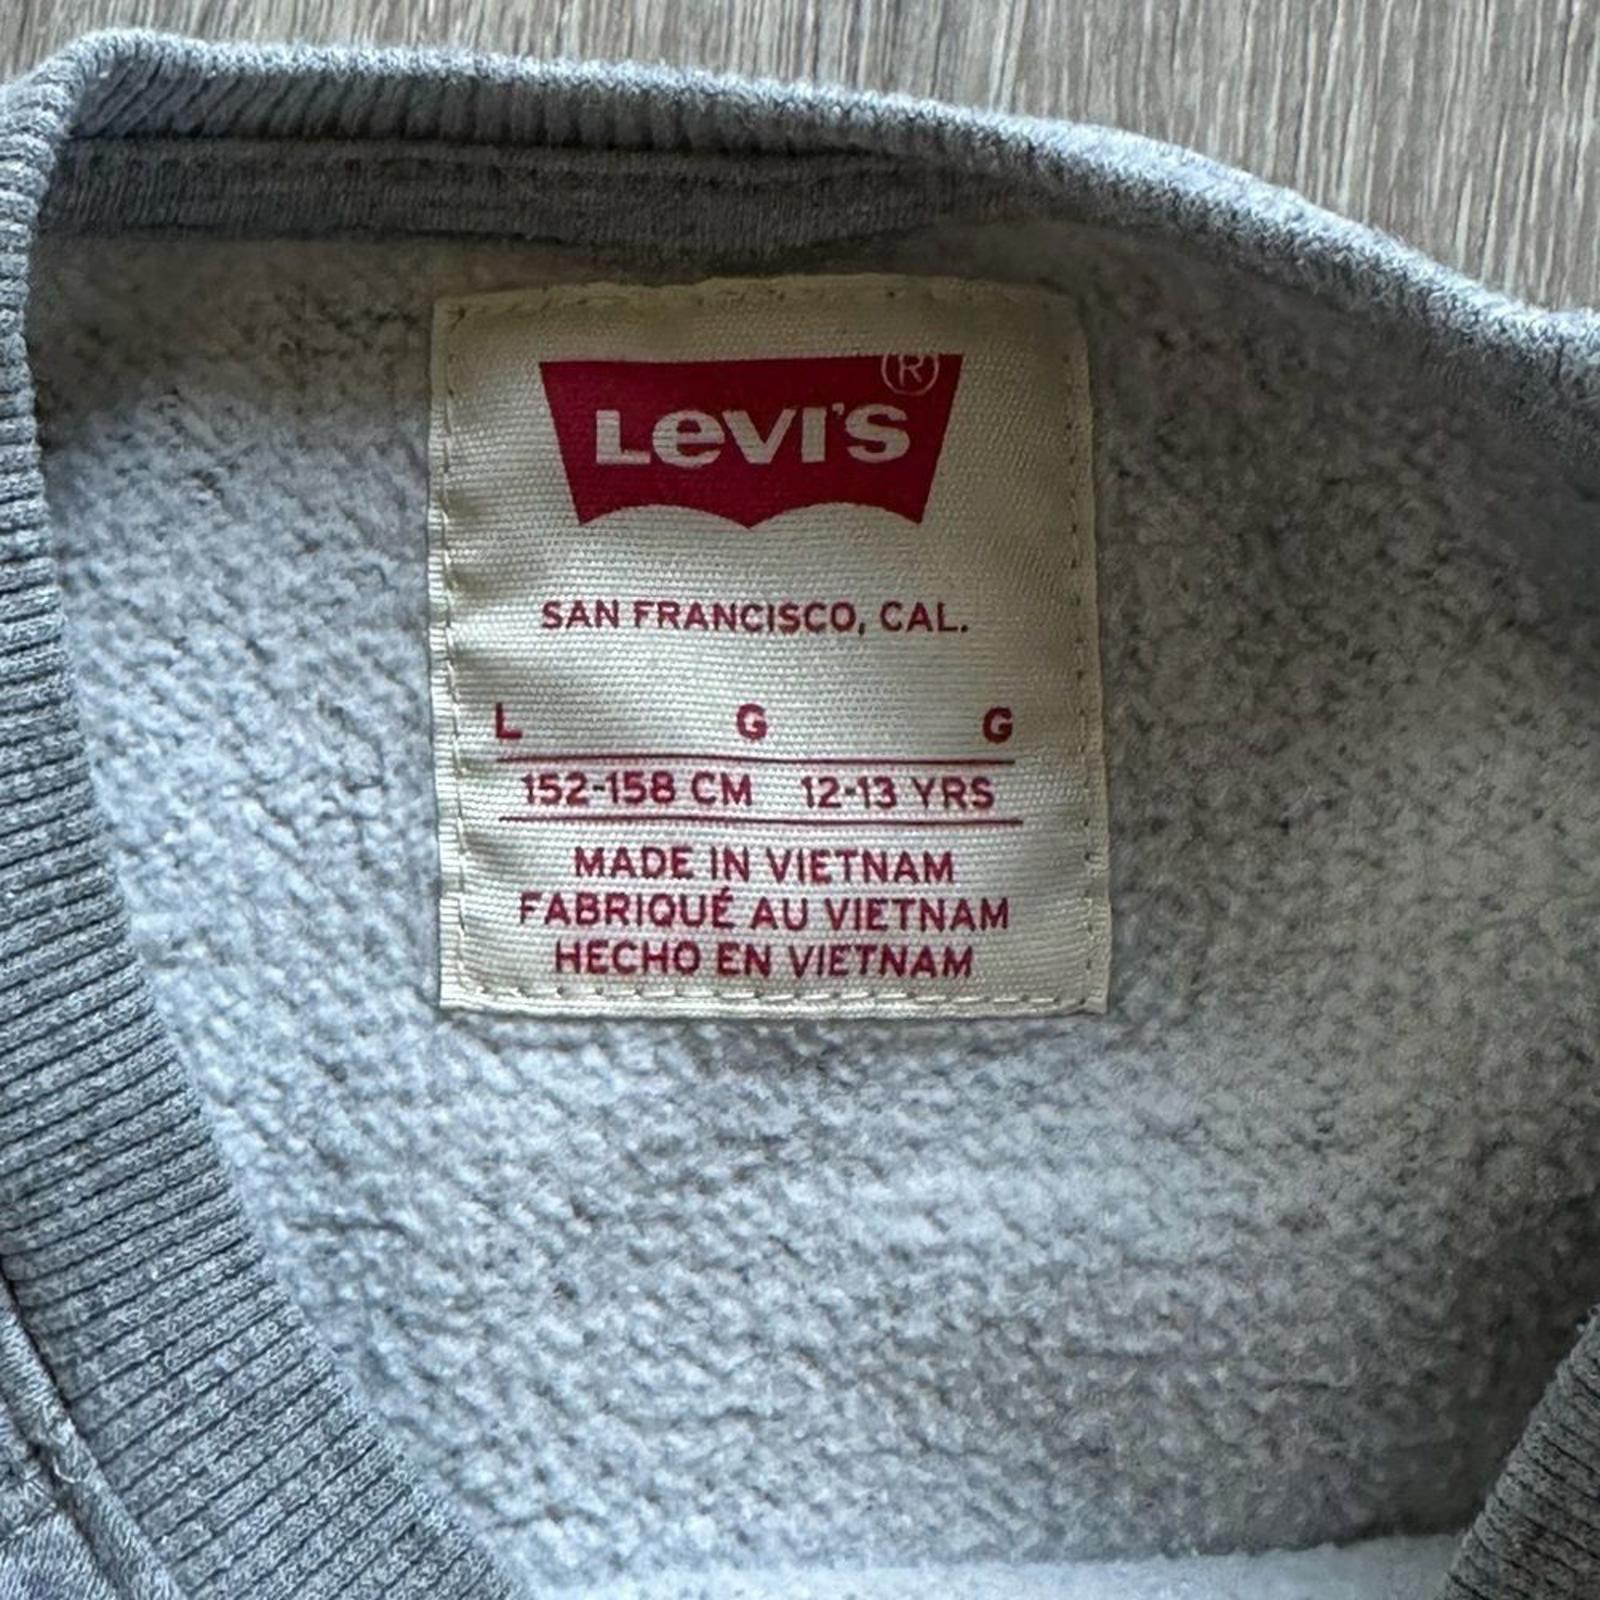 LEVI'S ®
SAN FRANCISCO, CAL.
L G G
152-158 CM 12-13 YRS
MADE IN VIETNAM
FABRIQUÉ AU VIETNAM
HECHO EN VIETNAM